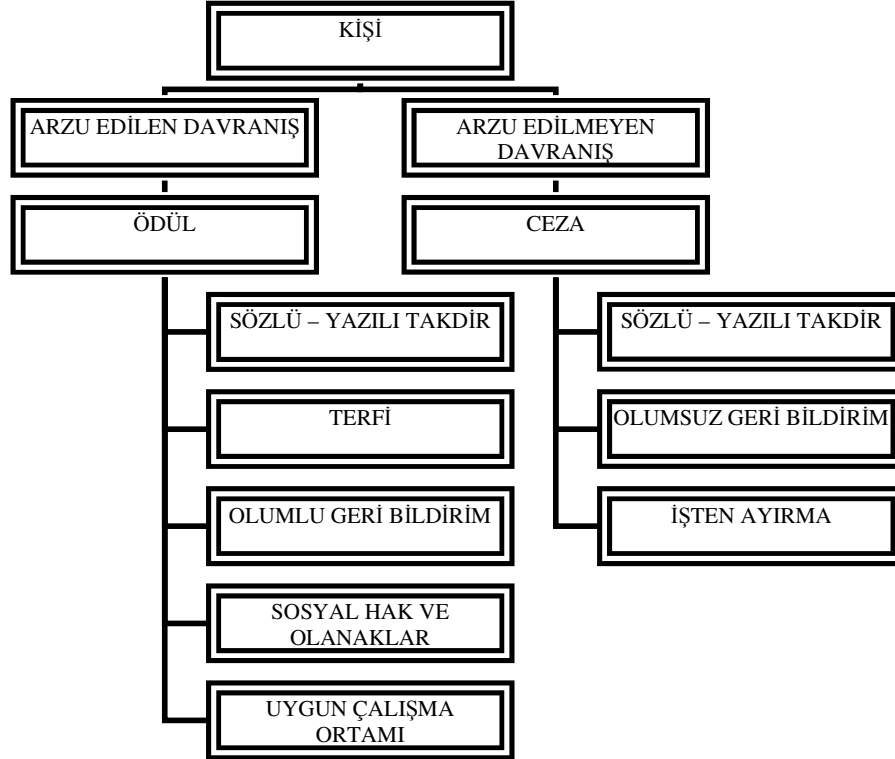 KİŞİ
ARZU EDİLEN DAVRANIŞ
ARZU EDİLMEYEN
DAVRANIŞ
ÖDÜL
CEZA
SÖZLÜ – YAZILI TAKDİR
SÖZLÜ – YAZILI TAKDİR
TERFİ
OLUMSUZ GERİ BİLDİRİM
OLUMLU GERİ BİLDİRİM
İŞTEN AYIRMA
SOSYAL HAK VE
OLANAKLAR
UYGUN ÇALIŞMA
ORTAMI